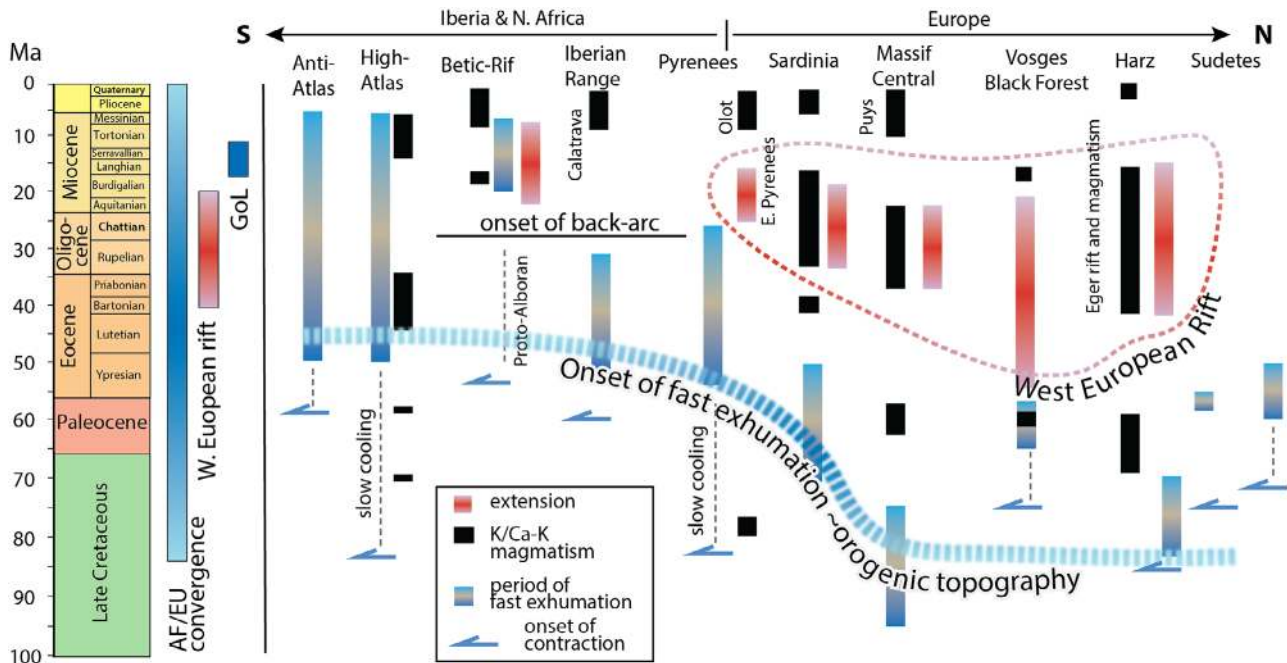 Iberia & N. Africa
Europe
S
N
Ma
Anti-
Atlas
High-
Atlas
Betic-Rif
Iberian
Range
Pyrenees
Sardinia
Massif
Central
Vosges
Black Forest
Harz
Sudetes
0
10
20
30
40
50
60
70
80
90
100
Miocene
Oligo-
cene
Eocene
Paleocene
Late Cretaceous
Quaternary
Pliocene
Messinian
Tortonian
Serravallian
Langhian
Burdigalian
Aquitanian
Chattian
Rupelian
Priabonian
Bartonian
Lutetian
Ypresian
AF/EU
convergence
W. Euopean rift
GoL
slow cooling
onset of back-arc
Proto-Alboran
Calatrava
slow cooling
Olot
E. Pyrenees
Puys
Eger rift and magmatism
West European Rift
Onset of fast exhumation ~orogenic topography
extension
K/Ca-K
magmatism
period of
fast exhumation
onset of
contraction